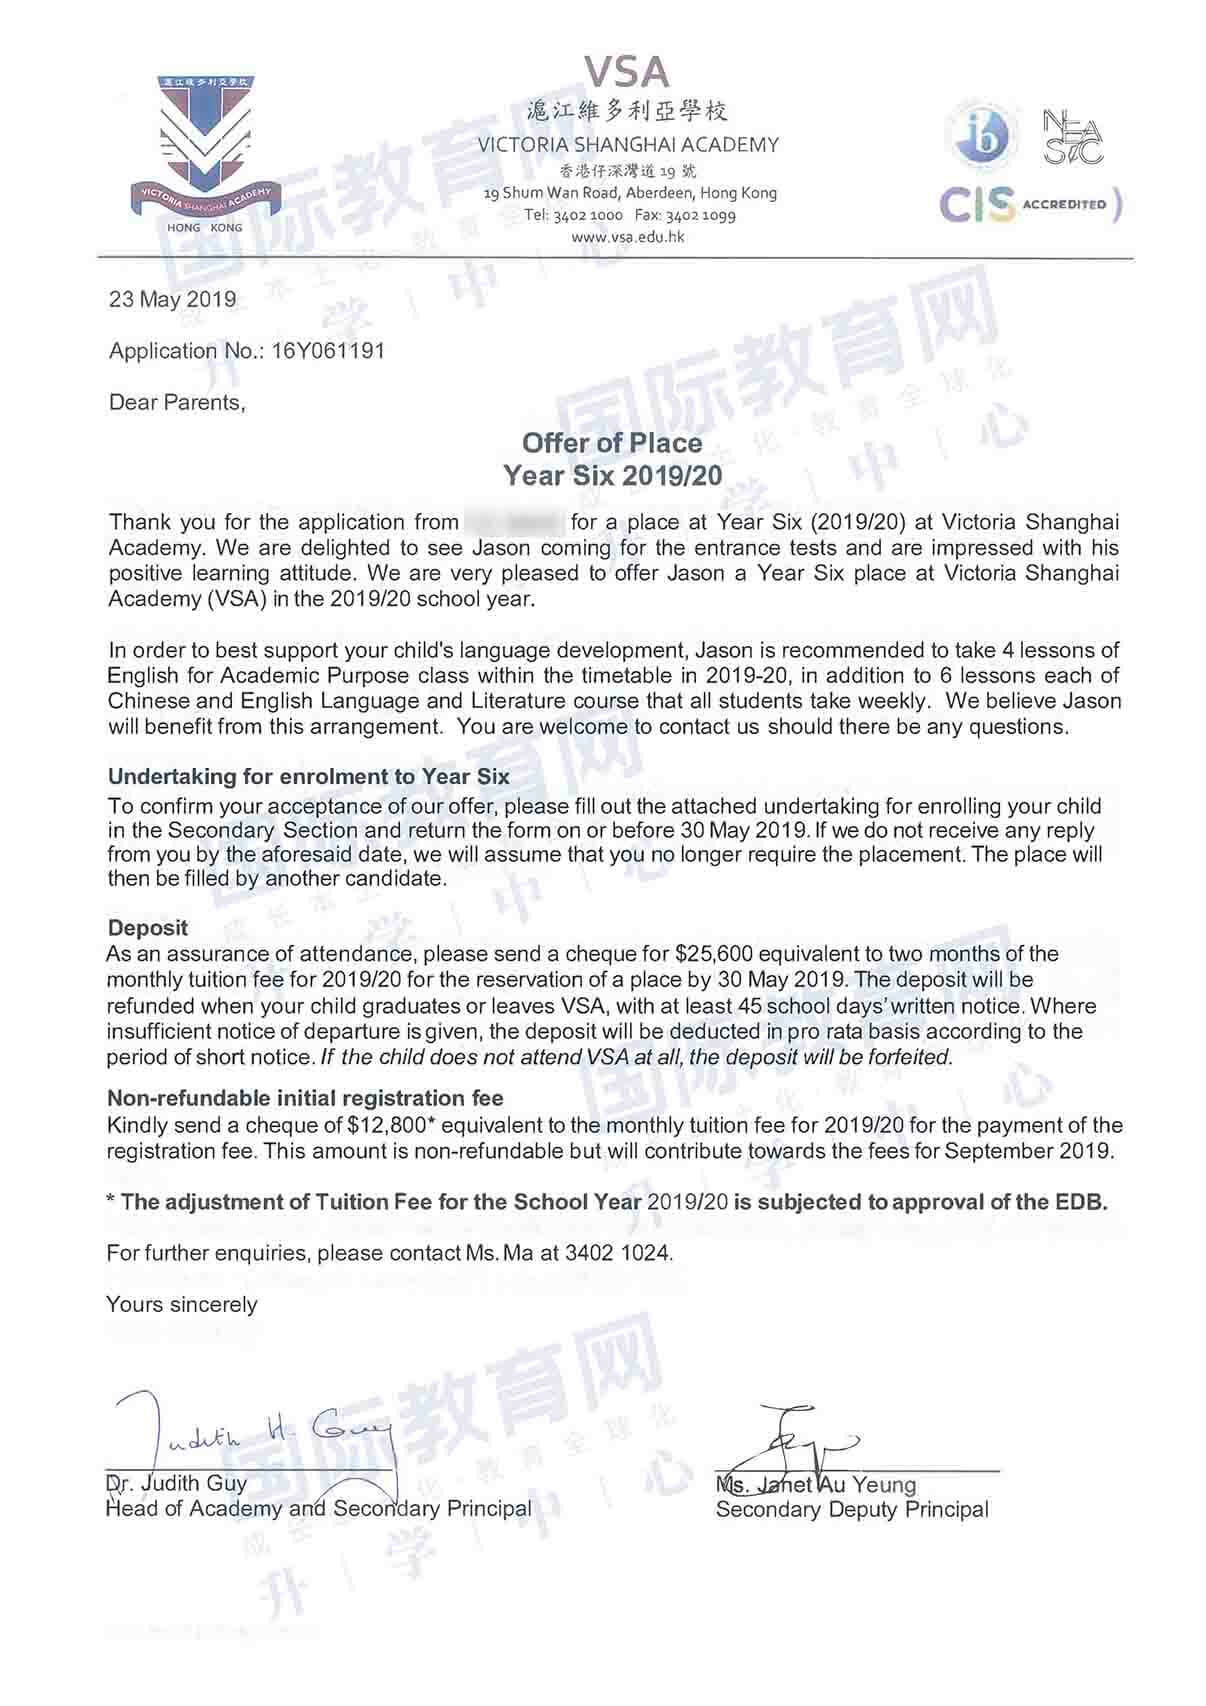 滬江維多利亞學校
VICTORIA SHANGHAI ACADEMY
HONG KONG
VSA
滬江維多利亞學校
VICTORIA SHANGHAI ACADEMY
香港仔深灣道 19 號
19 Shum Wan Road, Aberdeen, Hong Kong
Tel: 3402 1000 Fax: 3402 1099
www.vsa.edu.hk
ib
NEASC
CIS ACCREDITED
23 May 2019
Application No.: 16Y061191
Dear Parents,
Offer of Place
Year Six 2019/20
Thank you for the application from for a place at Year Six (2019/20) at Victoria Shanghai
Academy. We are delighted to see Jason coming for the entrance tests and are impressed with his
positive learning attitude. We are very pleased to offer Jason a Year Six place at Victoria Shanghai
Academy (VSA) in the 2019/20 school year.
In order to best support your child's language development, Jason is recommended to take 4 lessons of
English for Academic Purpose class within the timetable in 2019-20, in addition to 6 lessons each of
Chinese and English Language and Literature course that all students take weekly. We believe Jason
will benefit from this arrangement. You are welcome to contact us should there be any questions.
Undertaking for enrolment to Year Six
To confirm your acceptance of our offer, please fill out the attached undertaking for enrolling your child
in the Secondary Section and return the form on or before 30 May 2019. If we do not receive any reply
from you by the aforesaid date, we will assume that you no longer require the placement. The place will
then be filled by another candidate.
Deposit
As an assurance of attendance, please send a cheque for $25,600 equivalent to two months of the
monthly tuition fee for 2019/20 for the reservation of a place by 30 May 2019. The deposit will be
refunded when your child graduates or leaves VSA, with at least 45 school days' written notice. Where
insufficient notice of departure is given, the deposit will be deducted in pro rata basis according to the
period of short notice. If the child does not attend VSA at all, the deposit will be forfeited.
Non-refundable initial registration fee
Kindly send a cheque of $12,800* equivalent to the monthly tuition fee for 2019/20 for the payment of the
registration fee. This amount is non-refundable but will contribute towards the fees for September 2019.
* The adjustment of Tuition Fee for the School Year 2019/20 is subjected to approval of the EDB.
For further enquiries, please contact Ms. Ma at 3402 1024.
Yours sincerely
Judith H. Guy
Dr. Judith Guy
Head of Academy and Secondary Principal
Ms. Janet Au Yeung
Secondary Deputy Principal
国际教育网
成长本土化·教育全球化
升|学|中|心